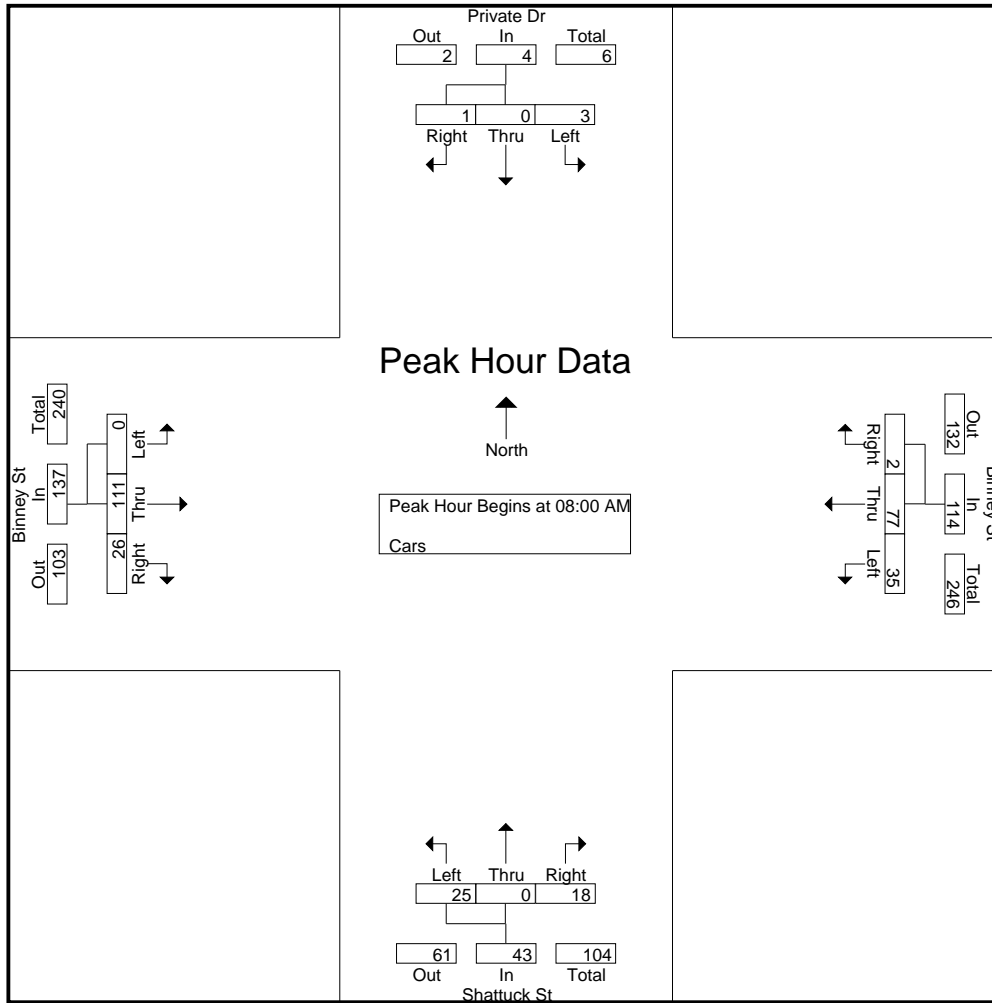 Private Dr
Out In Total
2 4 6
1 0 3
Right Thru Left
Peak Hour Data
North
Peak Hour Begins at 08:00 AM
Cars
Binney St
Total In Out
240 137 103
0 111 26
Left Thru Right
Right Thru Left
2 77 35
132 114 246
Out In Total
Binney St
Left Thru Right
25 0 18
61 43 104
Out In Total
Shattuck St